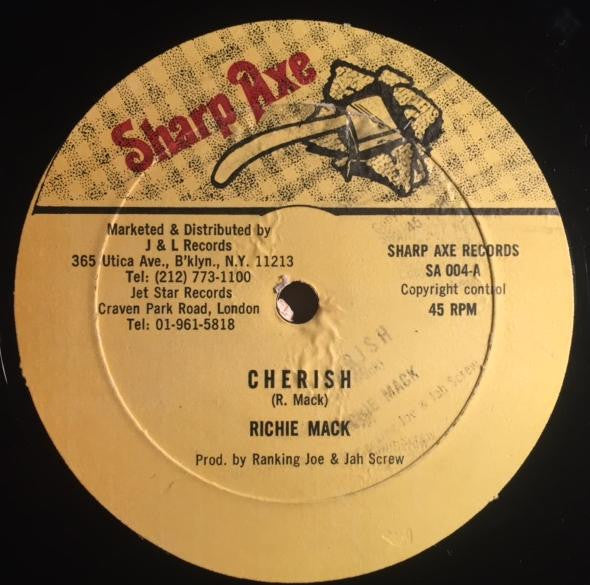 Sharp Axe
Marketed & Distributed by
J & L Records
365 Utica Ave., B'klyn., N.Y. 11213
Tel: (212) 773-1100
Jet Star Records
Craven Park Road, London
Tel: 01-961-5818
SHARP AXE RECORDS
SA 004-A
Copyright control
45 RPM
CHERISH
(R. Mack)
RICHIE MACK
Prod. by Ranking Joe & Jah Screw